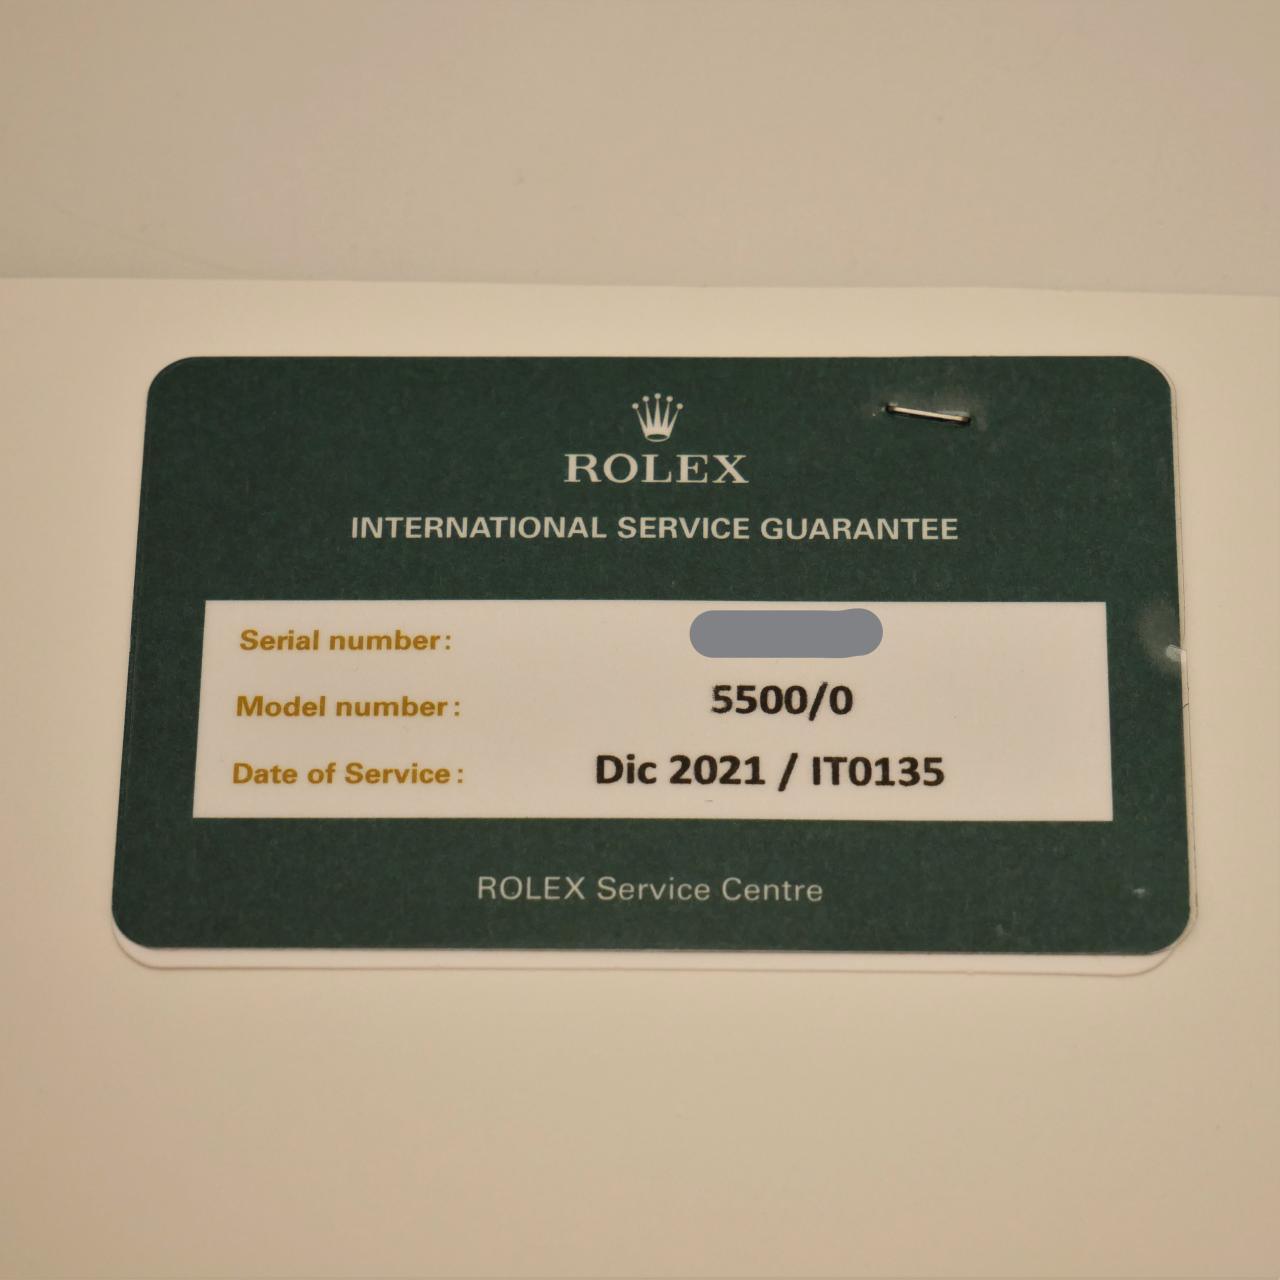 ROLEX
INTERNATIONAL SERVICE GUARANTEE
Serial number:
Model number: 5500/0
Date of Service: Dic 2021 / IT0135
ROLEX Service Centre